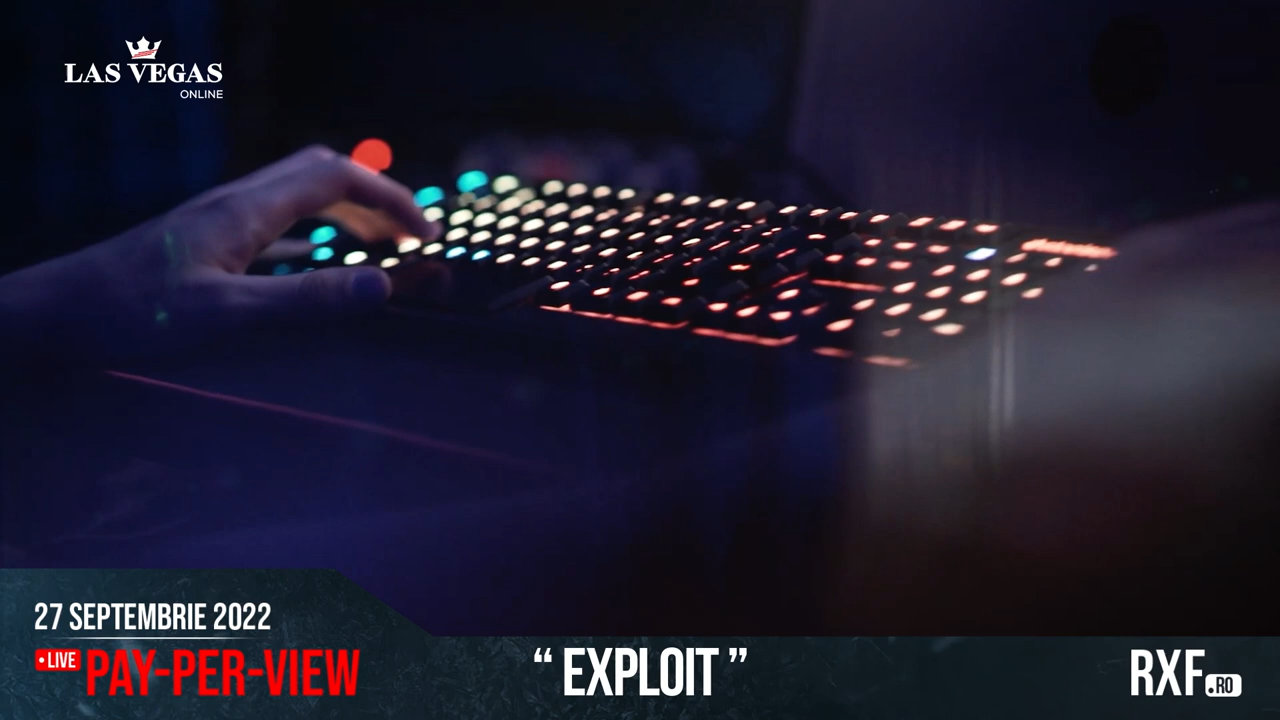 LAS VEGAS
ONLINE
27 SEPTEMBRIE 2022
• LIVE PAY-PER-VIEW
“ EXPLOIT ”
RXF.RO